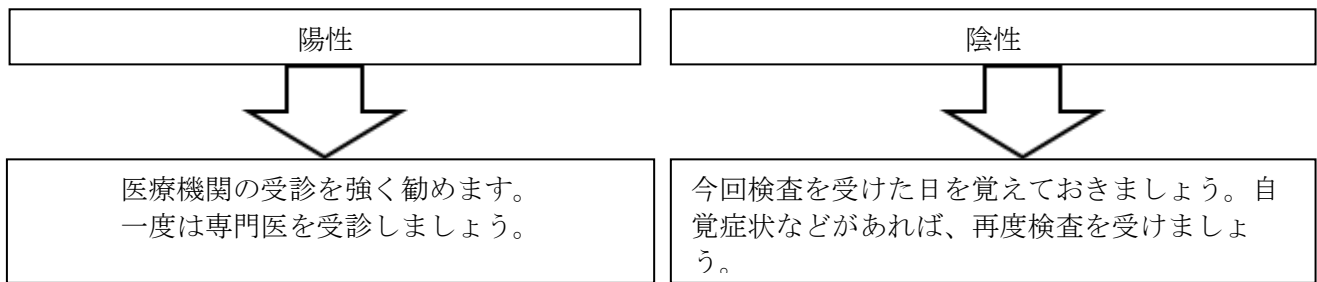 陽性
陰性
医療機関の受診を強く勧めます。
一度は専門医を受診しましょう。
今回検査を受けた日を覚えておきましょう。自
覚症状などがあれば、再度検査を受けましょ
う。